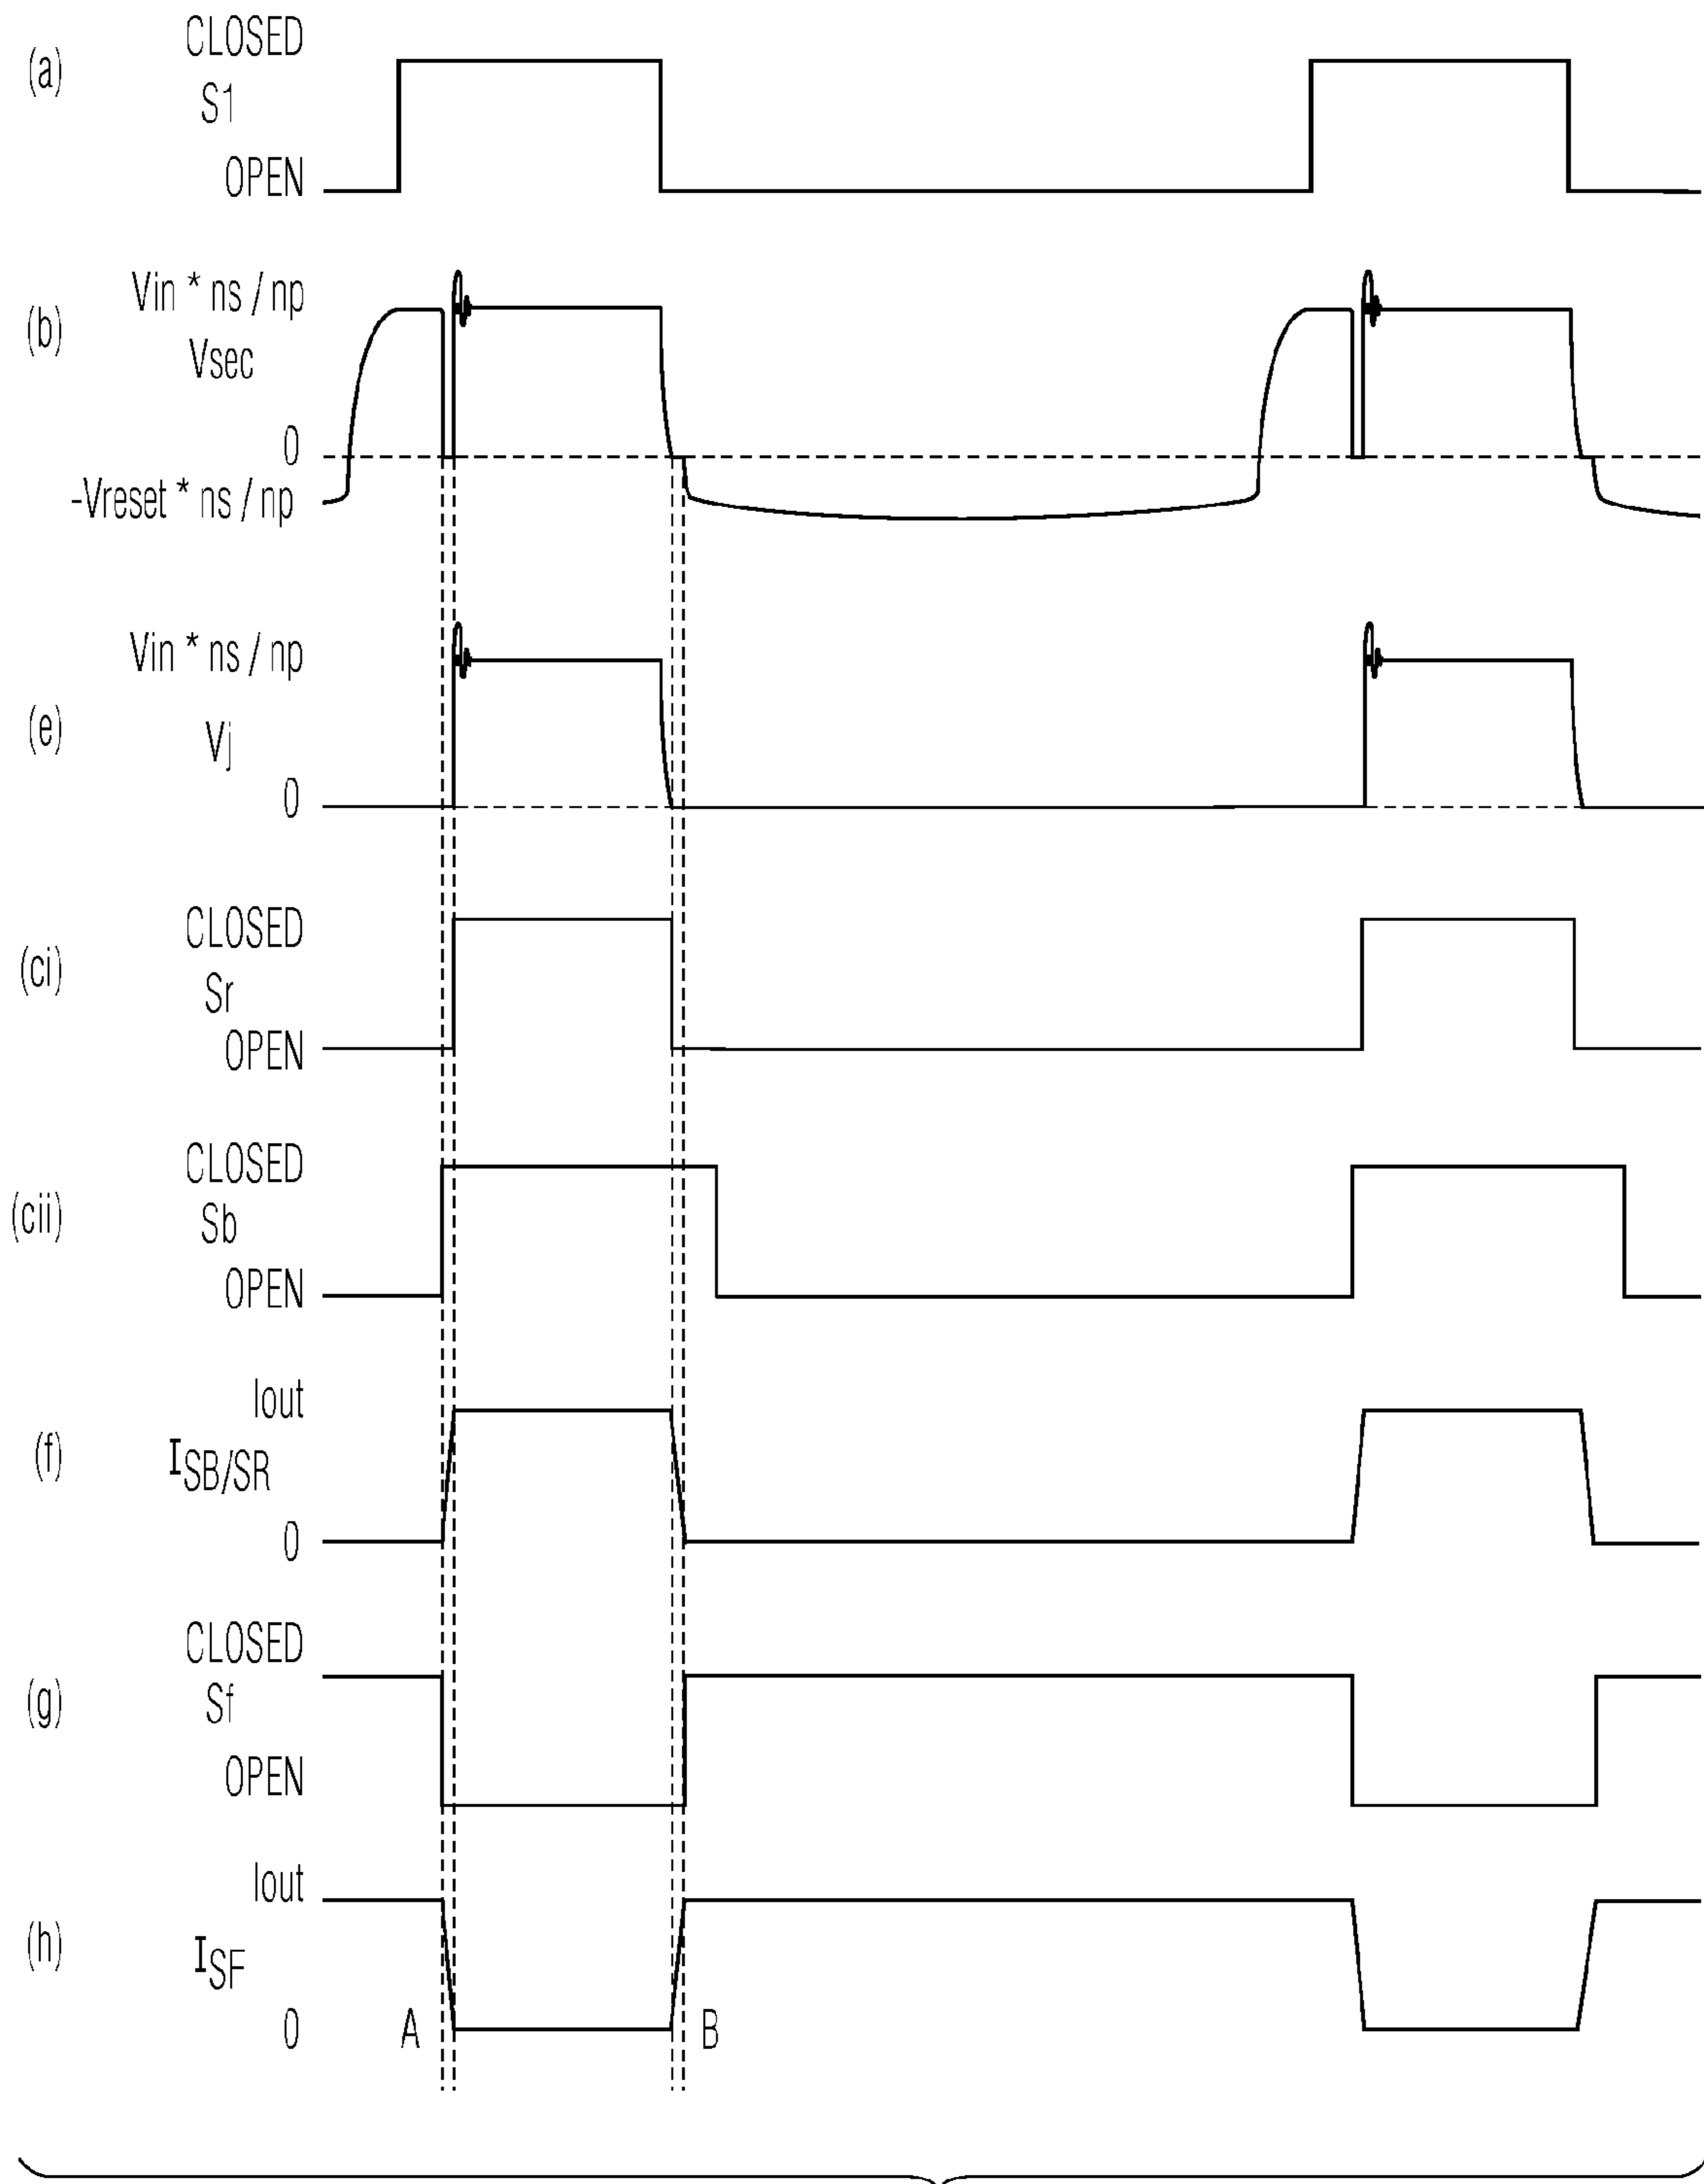 (a)
CLOSED
S1
OPEN
(b)
Vin * ns / np
Vsec
0
-Vreset * ns / np
(e)
Vin * ns / np
Vj
0
(ci)
CLOSED
Sr
OPEN
(cii)
CLOSED
Sb
OPEN
(f)
Iout
ISB/SR
0
(g)
CLOSED
Sf
OPEN
(h)
Iout
ISF
0
A
B